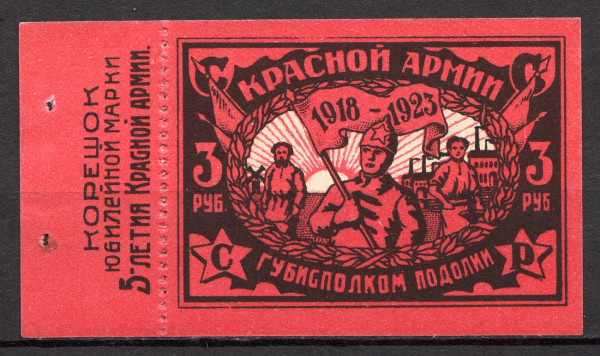 КОРЕШОК
ЮБИЛЕЙНОЙ МАРКИ
5-ЛЕТИЯ КРАСНОЙ АРМИИ.
С КРАСНОЙ АРМИИ С
1918 - 1923
3 РУБ
3 РУБ
С ГУБИСПОЛКОМ ПОДОЛИИ Р